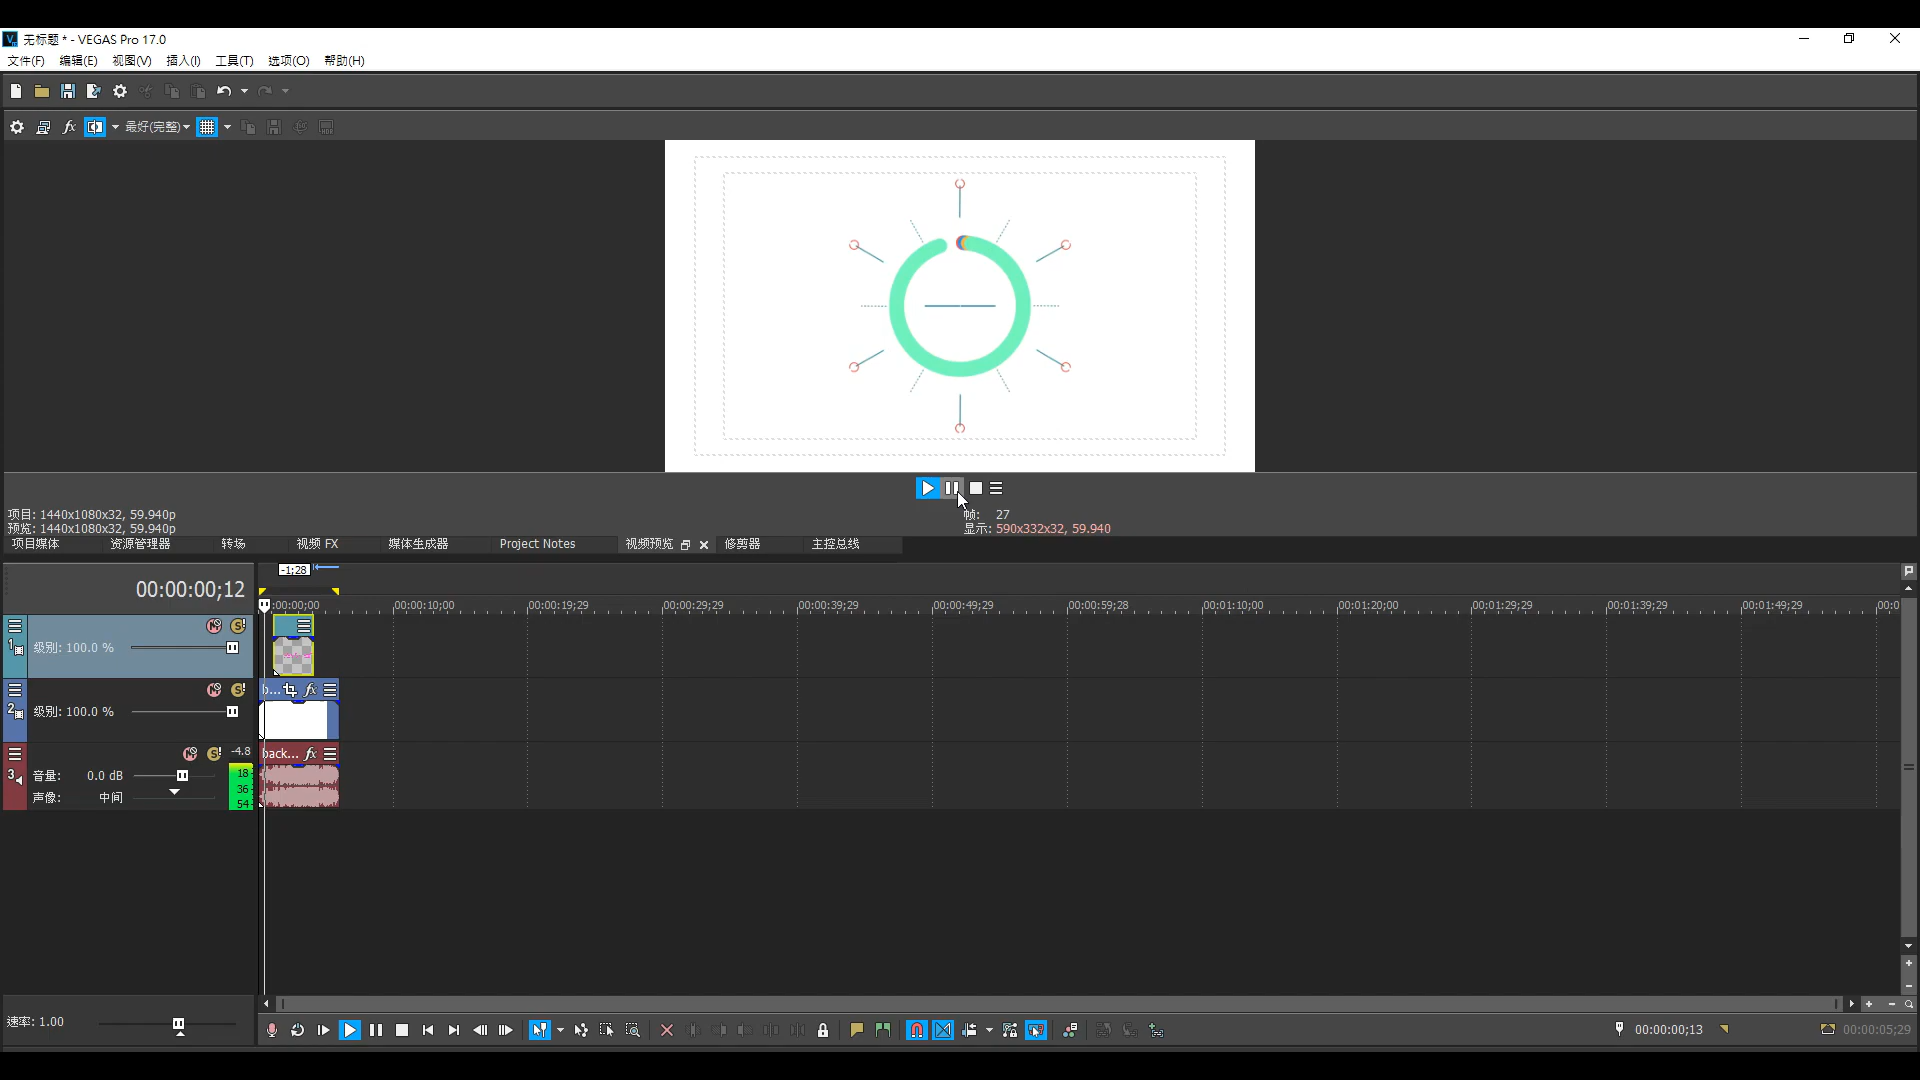 无标题 * - VEGAS Pro 17.0
文件(F) 编辑(E) 视图(V) 插入(I) 工具(T) 选项(O) 帮助(H)
最好(完整)
项目: 1440x1080x32, 59.940p
预览: 1440x1080x32, 59.940p
帧: 27
显示: 590x332x32, 59.940
项目媒体 资源管理器 转场 视频 FX 媒体生成器 Project Notes 视频预览 修剪器 主控总线
-1;28
00:00:00;12
:00:00;00 00:00:10;00 00:00:19;29 00:00:29;29 00:00:39;29 00:00:49;29 00:00:59;28 00:01:10;00 00:01:20;00 00:01:29;29 00:01:39;29 00:01:49;29 00:0
1 级别: 100.0 %
b... fx
2 级别: 100.0 %
back... fx
-4.8
3 音量: 0.0 dB
18
36
54
声像: 中间
速率: 1.00
00:00:00;13
00:00:05;29